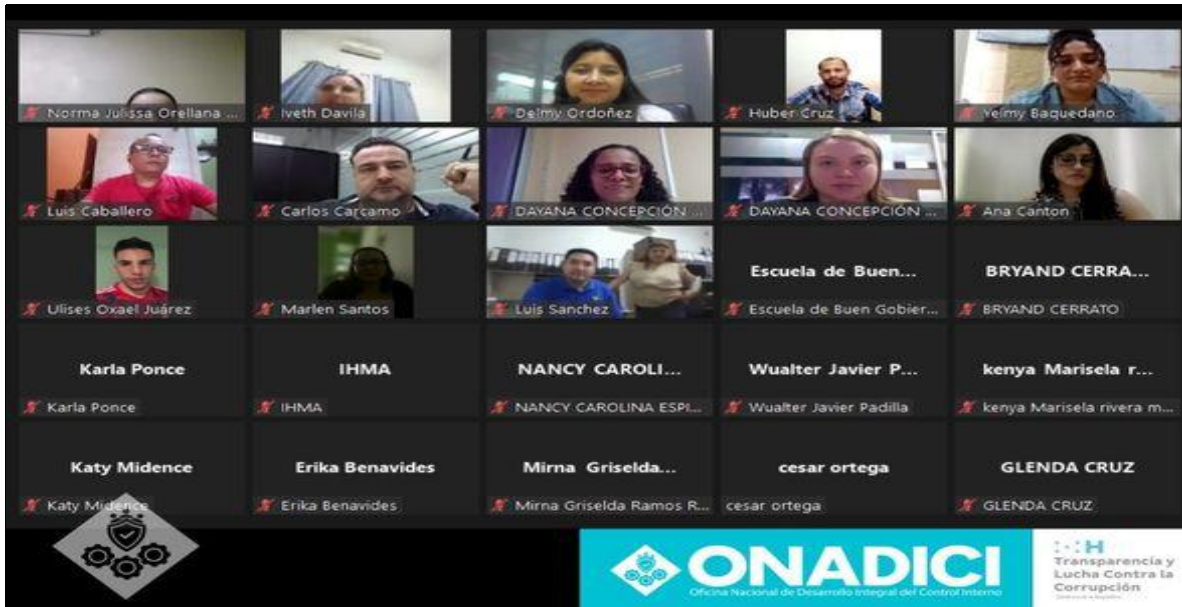 Norma Julissa Orellana ...
Iveth Davila
Delmy Ordoñez
Huber Cruz
Yeimy Baquedano
Luis Caballero
Carlos Carcamo
DAYANA CONCEPCIÓN ...
DAYANA CONCEPCIÓN ...
Ana Canton
Ulises Oxael Juárez
Marlen Santos
Luis Sanchez
Escuela de Buen...
Escuela de Buen Gobier...
BRYAND CERRA...
BRYAND CERRATO
Karla Ponce
Karla Ponce
IHMA
IHMA
NANCY CAROLI...
NANCY CAROLINA ESPI...
Wualter Javier P...
Wualter Javier Padilla
kenya Marisela r...
kenya Marisela rivera m...
Katy Midence
Katy Midence
Erika Benavides
Erika Benavides
Mirna Griselda...
Mirna Griselda Ramos R...
cesar ortega
cesar ortega
GLENDA CRUZ
GLENDA CRUZ
ONADICI
Oficina Nacional de Desarrollo Integral del Control Interno
H
Transparencia y
Lucha Contra la
Corrupción